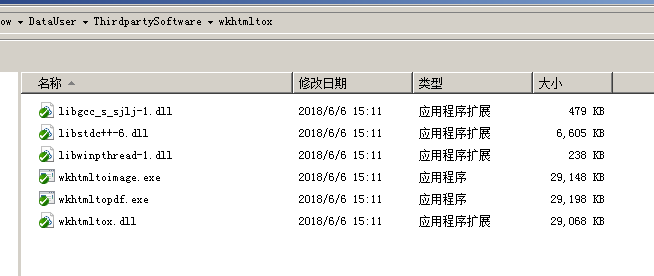 ow ▾ DataUser ▾ ThirdpartySoftware ▾ wkhtmltox
名称 修改日期 类型 大小
libgcc_s_sjlj-1.dll 2018/6/6 15:11 应用程序扩展 479 KB
libstdc++-6.dll 2018/6/6 15:11 应用程序扩展 6,605 KB
libwinpthread-1.dll 2018/6/6 15:11 应用程序扩展 238 KB
wkhtmltoimage.exe 2018/6/6 15:11 应用程序 29,148 KB
wkhtmltopdf.exe 2018/6/6 15:11 应用程序 29,198 KB
wkhtmltox.dll 2018/6/6 15:11 应用程序扩展 29,068 KB